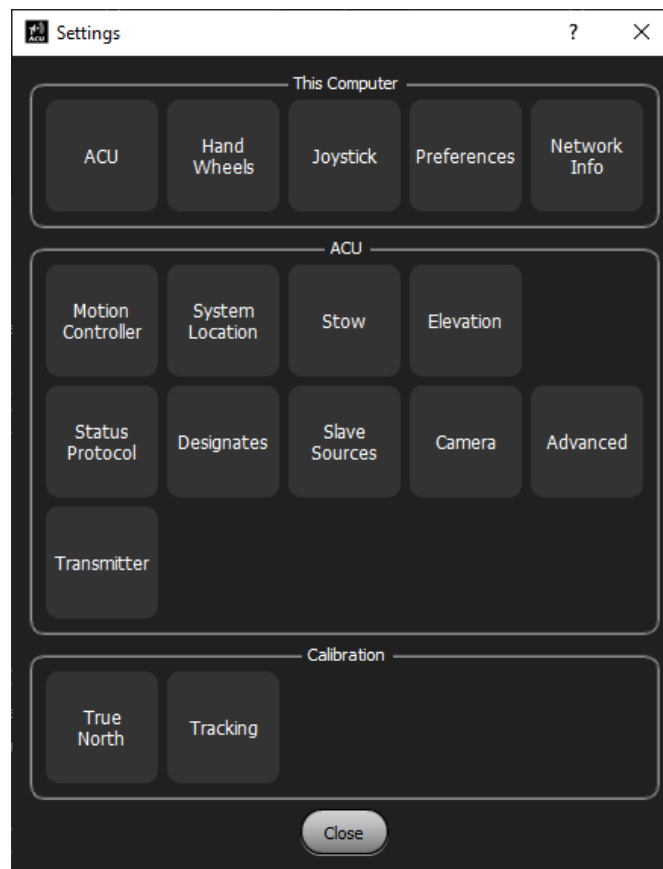 ACU
Settings
?
This Computer
ACU
Hand
Wheels
Joystick
Preferences
Network
Info
ACU
Motion
Controller
System
Location
Stow
Elevation
Status
Protocol
Designates
Slave
Sources
Camera
Advanced
Transmitter
Calibration
True
North
Tracking
Close